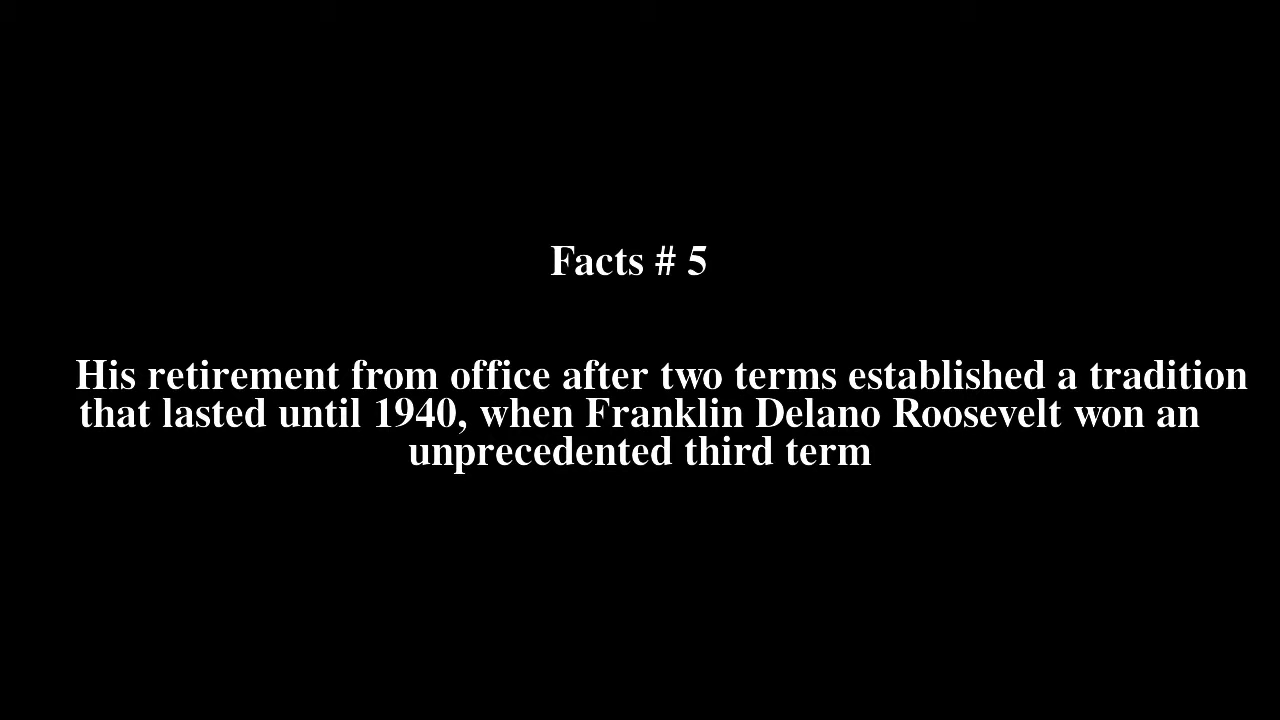 Facts # 5
His retirement from office after two terms established a tradition
that lasted until 1940, when Franklin Delano Roosevelt won an
unprecedented third term